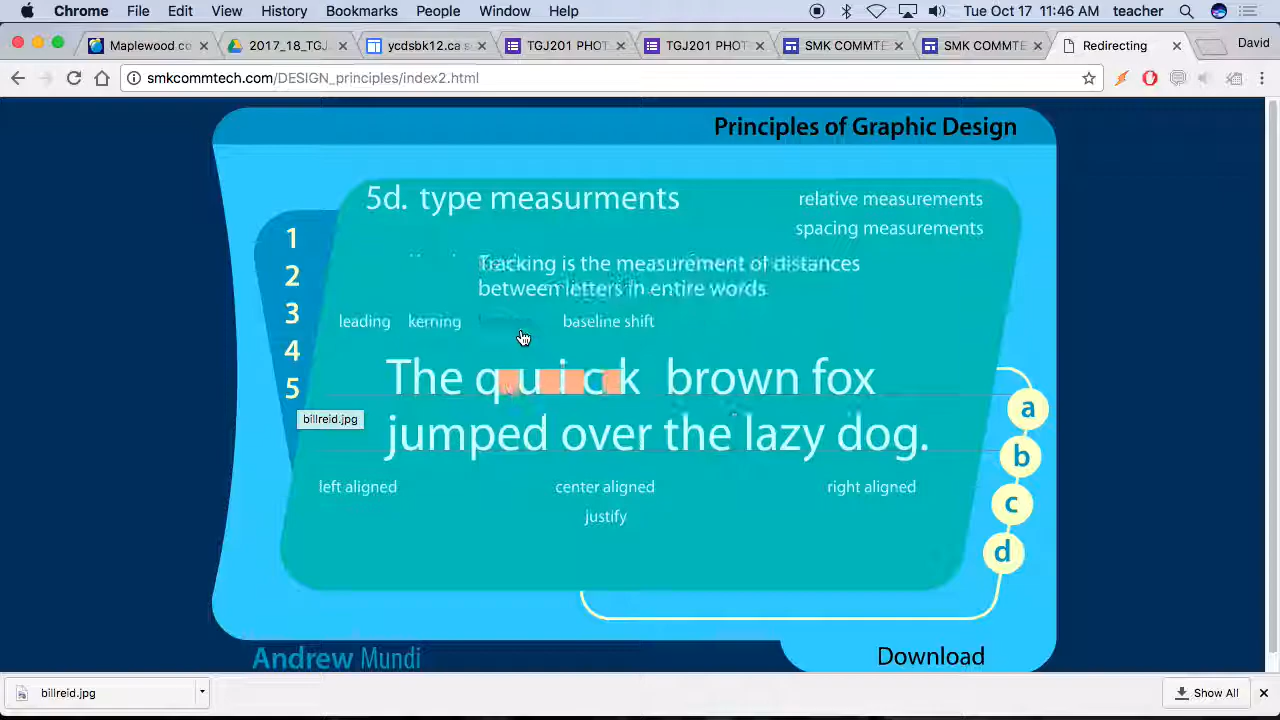 Chrome File Edit View History Bookmarks People Window Help Tue Oct 17 11:46 AM teacher
Maplewood co 2017_18_TGJ ycdsbk12.ca s TGJ201 PHOT TGJ201 PHOT SMK COMMTE SMK COMMTE Redirecting David
smkcommtech.com/DESIGN_principles/index2.html
Principles of Graphic Design
5d. type measurments
relative measurements
spacing measurements
1
2
3
4
5
Tracking is the measurement of distances
between letters in entire words
leading kerning baseline shift
The quick brown fox
jumped over the lazy dog.
billreid.jpg
a
b
c
d
left aligned center aligned right aligned
justify
Andrew Mundi
Download
billreid.jpg
Show All